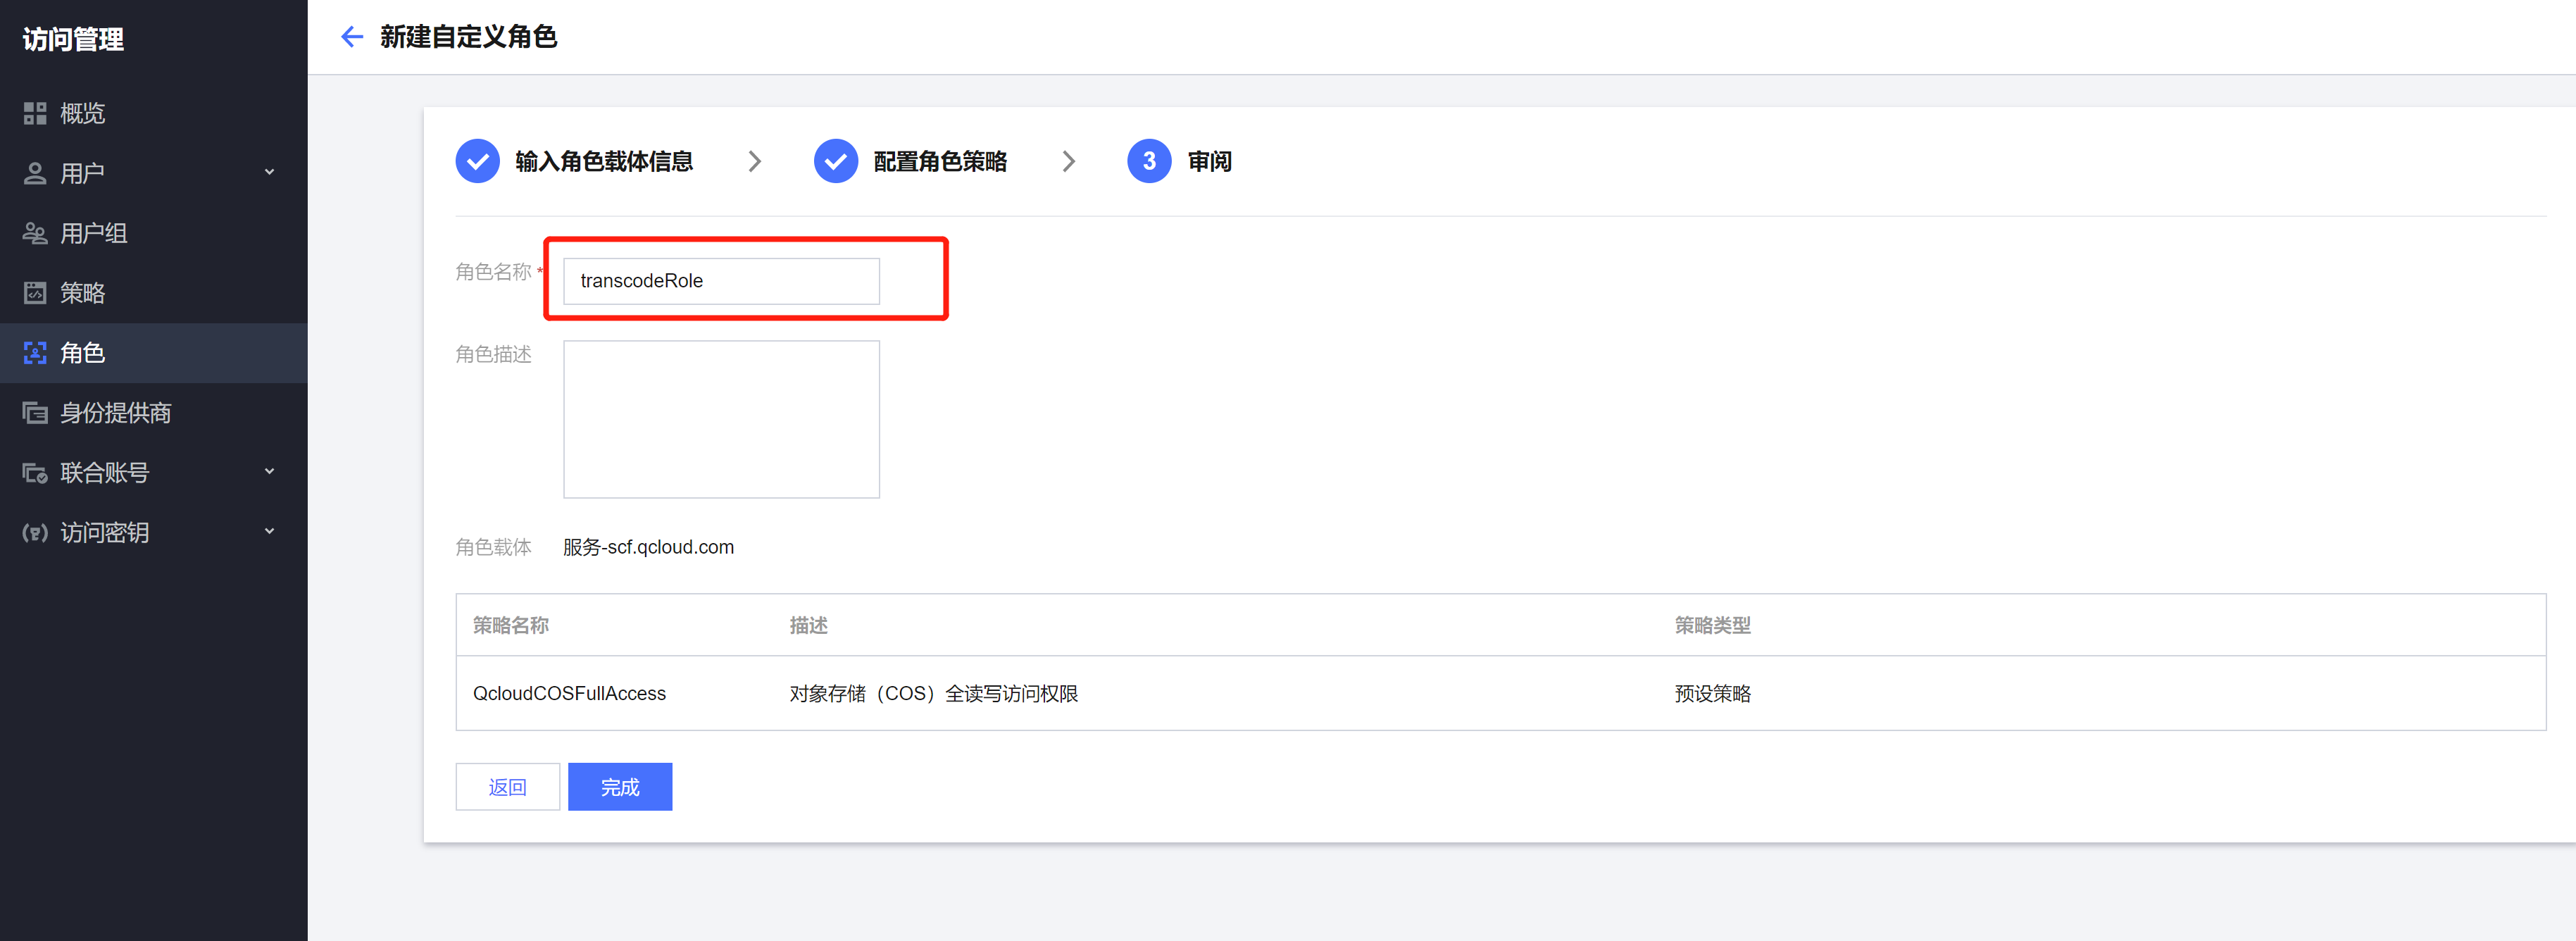 访问管理
概览
用户
用户组
策略
角色
身份提供商
联合账号
访问密钥
新建自定义角色
输入角色载体信息
配置角色策略
3 审阅
角色名称 * transcodeRole
角色描述
角色载体 服务-scf.qcloud.com
策略名称 描述 策略类型
QcloudCOSFullAccess 对象存储（COS）全读写访问权限 预设策略
返回 完成